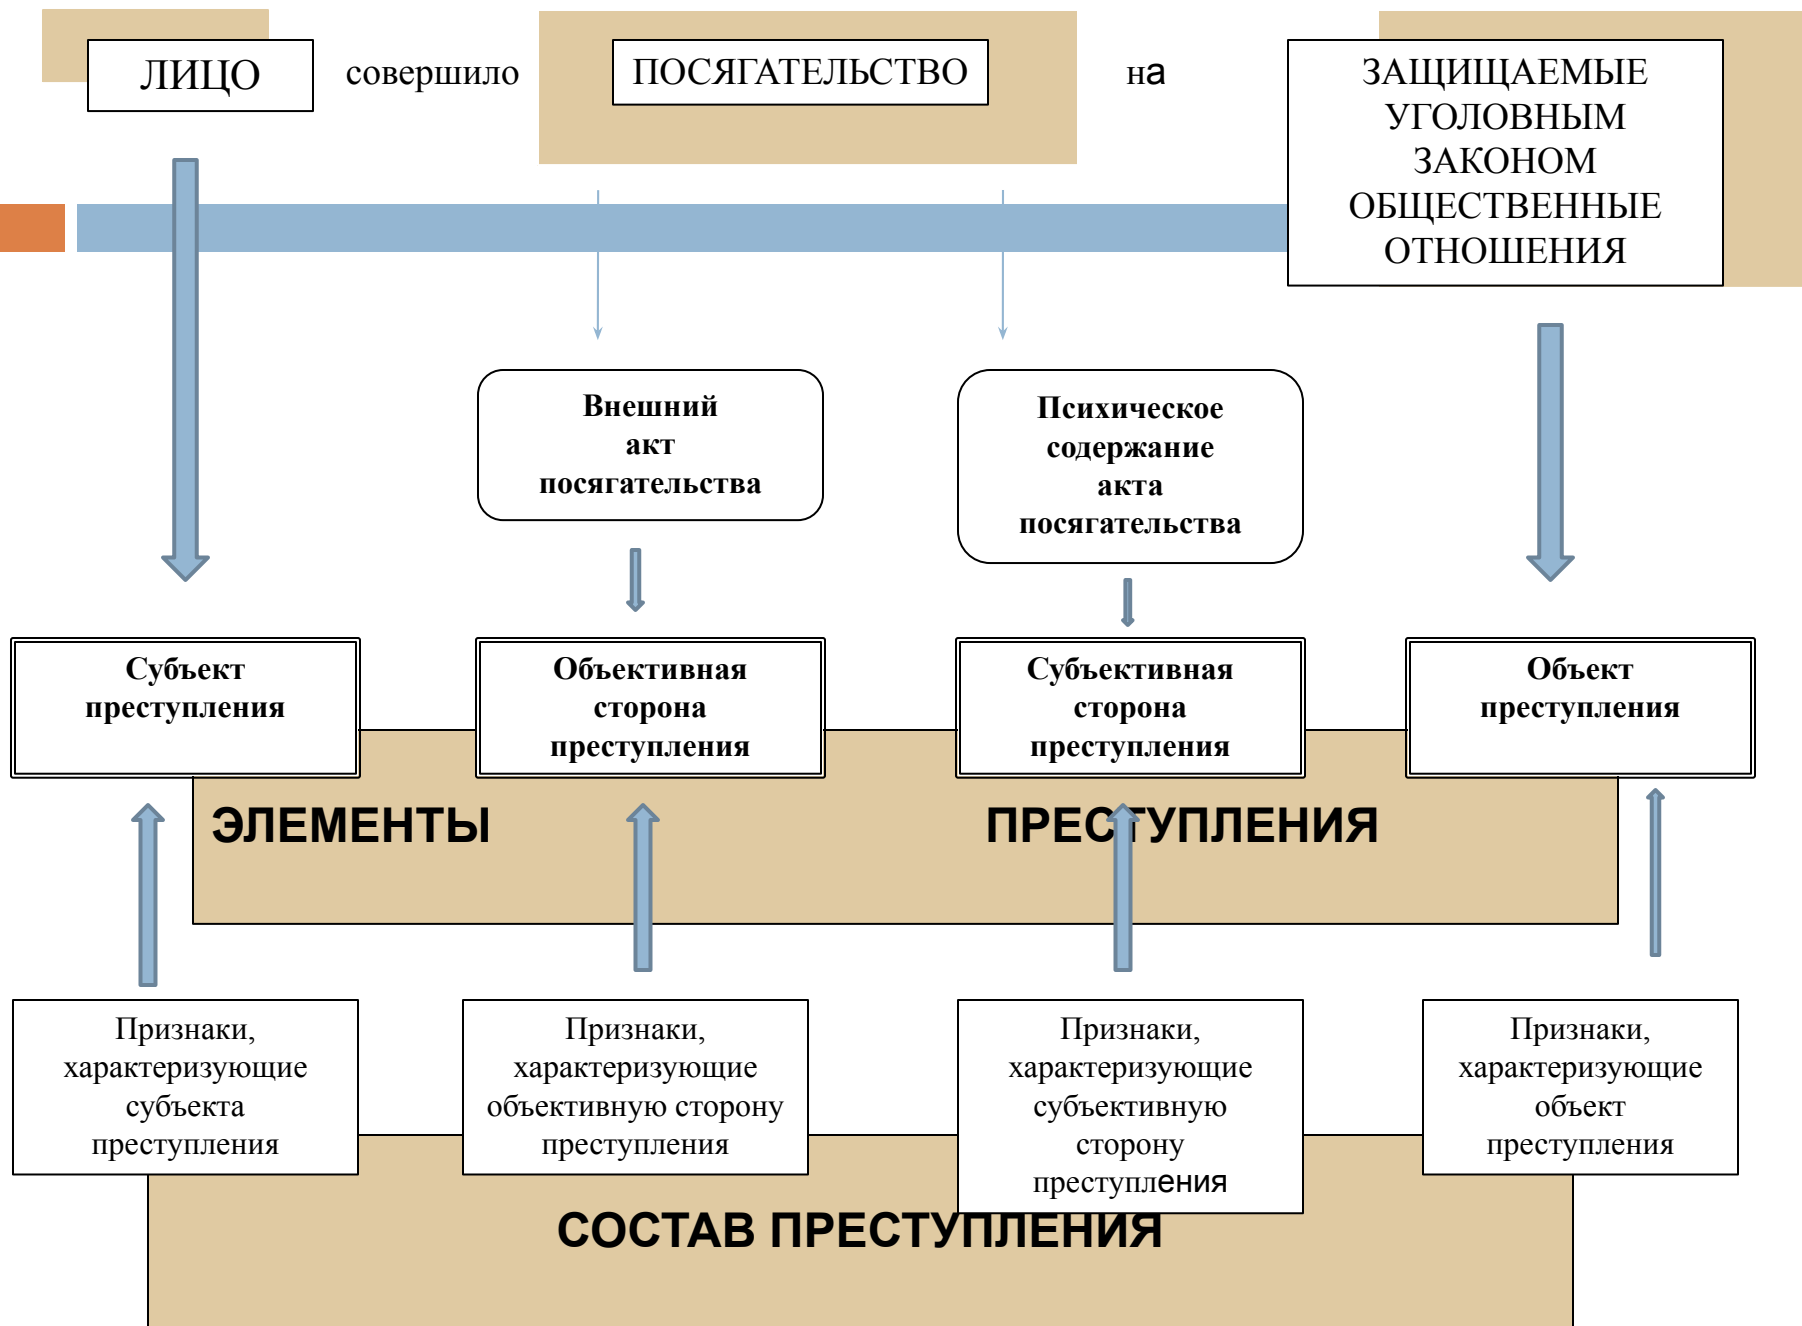 ЛИЦО
совершило
ПОСЯГАТЕЛЬСТВО
на
ЗАЩИЩАЕМЫЕ
УГОЛОВНЫМ
ЗАКОНОМ
ОБЩЕСТВЕННЫЕ
ОТНОШЕНИЯ
Внешний
акт
посягательства
Психическое
содержание
акта
посягательства
Субъект
преступления
Объективная
сторона
преступления
Субъективная
сторона
преступления
Объект
преступления
ЭЛЕМЕНТЫ ПРЕСТУПЛЕНИЯ
Признаки,
характеризующие
субъекта
преступления
Признаки,
характеризующие
объективную сторону
преступления
Признаки,
характеризующие
субъективную
сторону
преступления
Признаки,
характеризующие
объект
преступления
СОСТАВ ПРЕСТУПЛЕНИЯ